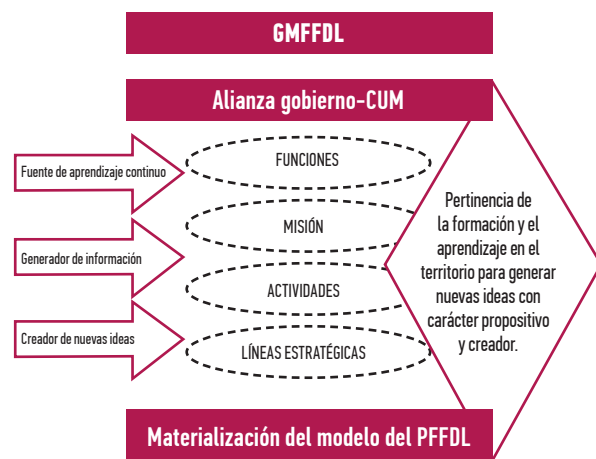 GMFFDL
Alianza gobierno-CUM
Fuente de aprendizaje continuo
Generador de información
Creador de nuevas ideas
FUNCIONES
MISIÓN
ACTIVIDADES
LÍNEAS ESTRATÉGICAS
Pertinencia de
la formación y el
aprendizaje en el
territorio para generar
nuevas ideas con
carácter propositivo
y creador.
Materialización del modelo del PFFDL